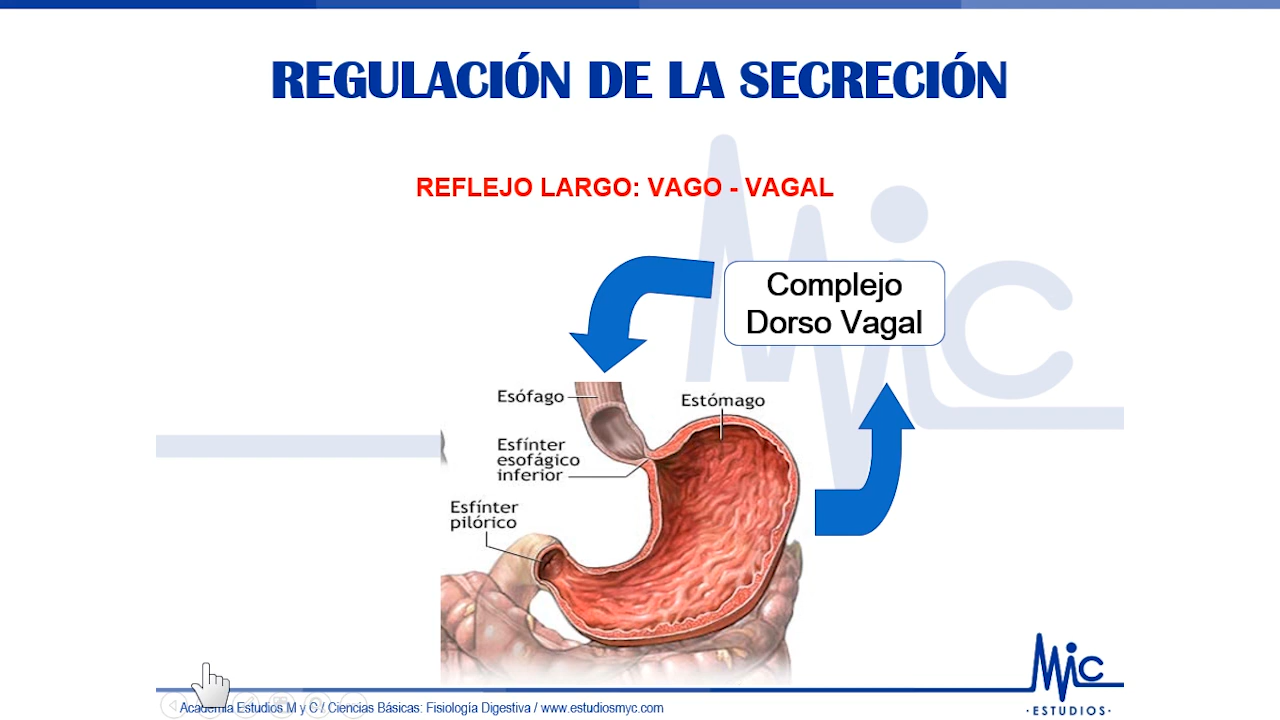 REGULACIÓN DE LA SECRECIÓN
REFLEJO LARGO: VAGO - VAGAL
Complejo
Dorso Vagal
Esófago
Estómago
Esfínter
esofágico
inferior
Esfínter
pilórico
Academia Estudios M y C / Ciencias Básicas: Fisiología Digestiva / www.estudiosmyc.com
MyC
·ESTUDIOS·